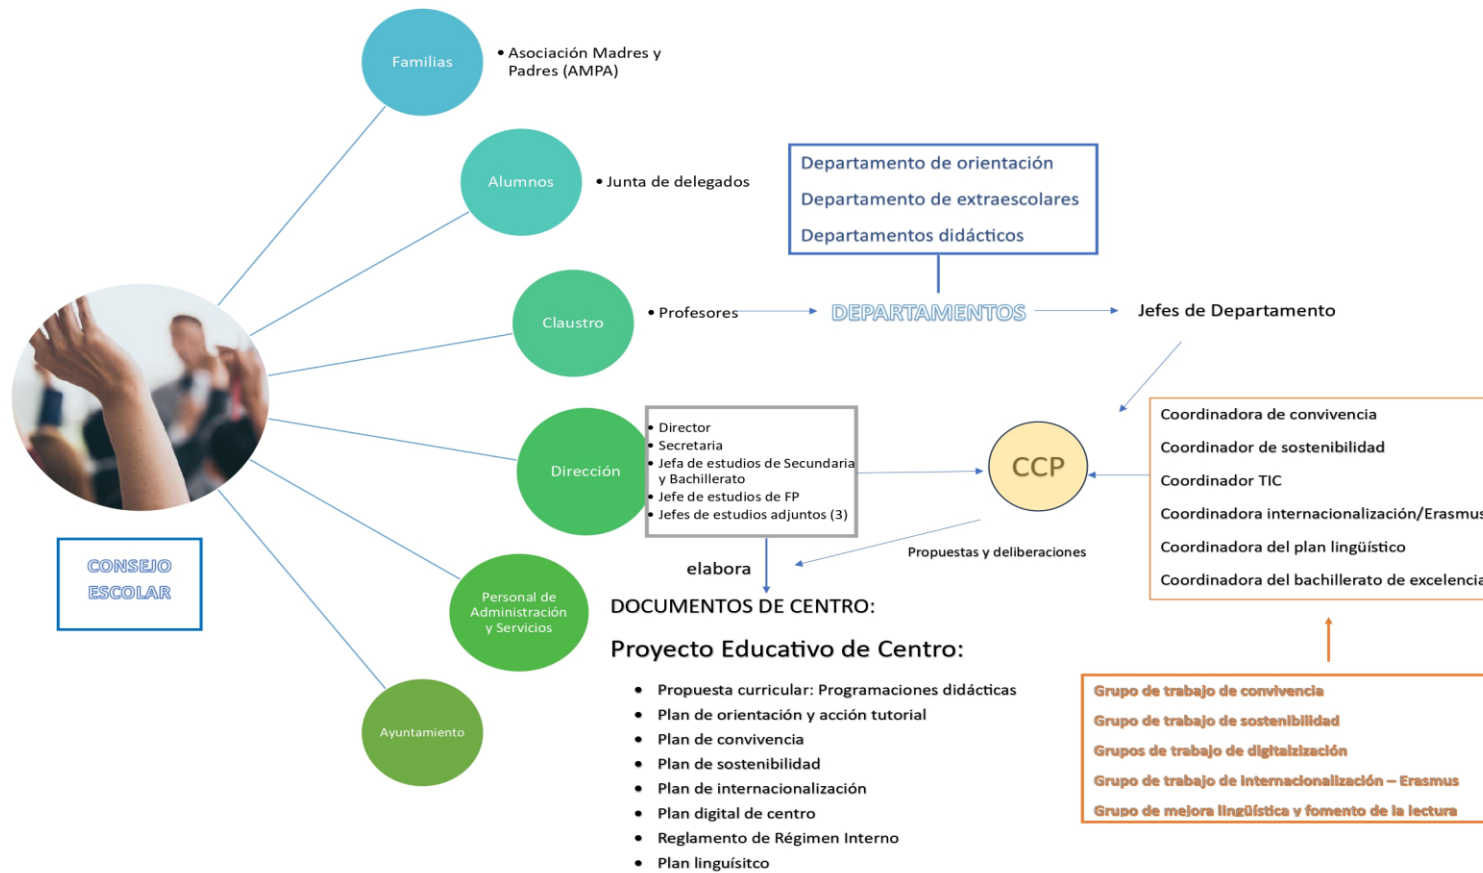 Familias
• Asociación Madres y
Padres (AMPA)
Alumnos
• Junta de delegados
Departamento de orientación
Departamento de extraescolares
Departamentos didácticos
Claustro
• Profesores
DEPARTAMENTOS
Jefes de Departamento
Dirección
• Director
• Secretaria
• Jefa de estudios de Secundaria
y Bachillerato
• Jefe de estudios de FP
• Jefes de estudios adjuntos (3)
CCP
Coordinadora de convivencia
Coordinador de sostenibilidad
Coordinador TIC
Coordinadora internacionalización/Erasmus
Coordinadora del plan lingüístico
Coordinadora del bachillerato de excelencia
Propuestas y deliberaciones
elabora
CONSEJO
ESCOLAR
Personal de
Administración
y Servicios
Ayuntamiento
DOCUMENTOS DE CENTRO:
Proyecto Educativo de Centro:
• Propuesta curricular: Programaciones didácticas
• Plan de orientación y acción tutorial
• Plan de convivencia
• Plan de sostenibilidad
• Plan de internacionalización
• Plan digital de centro
• Reglamento de Régimen Interno
• Plan linguísitco
Grupo de trabajo de convivencia
Grupo de trabajo de sostenibilidad
Grupos de trabajo de digitalzización
Grupo de trabajo de internacionalización – Erasmus
Grupo de mejora lingüística y fomento de la lectura